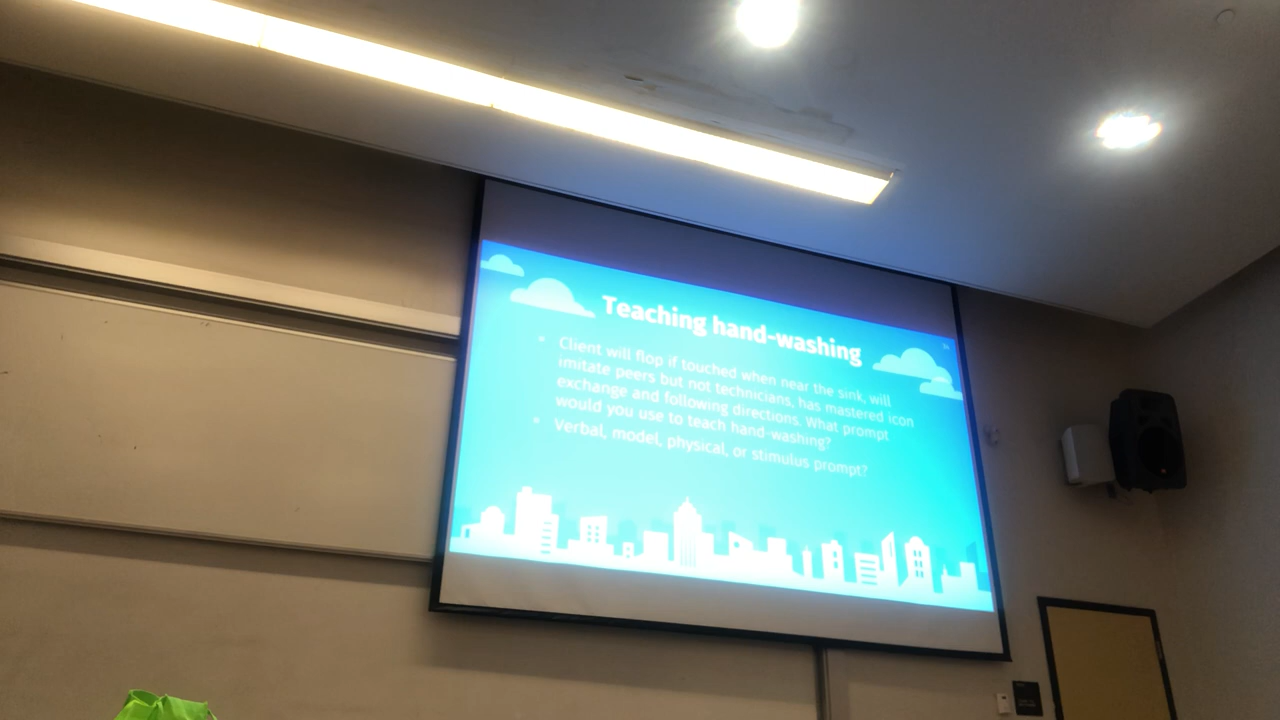 Teaching hand-washing
• Client will flop if touched when near the sink, will
imitate peers but not technicians, has mastered icon
exchange and following directions. What prompt
would you use to teach hand-washing?
• Verbal, model, physical, or stimulus prompt?